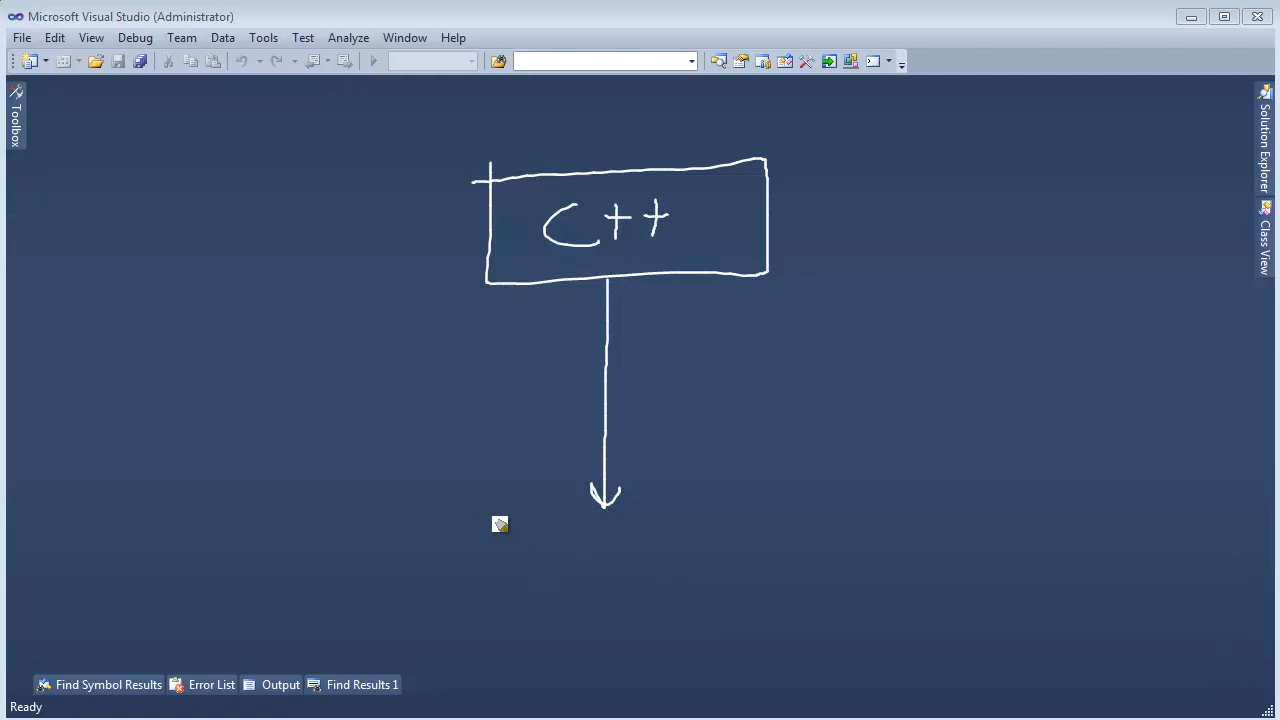 Microsoft Visual Studio (Administrator)
File Edit View Debug Team Data Tools Test Analyze Window Help
Toolbox
Solution Explorer
Class View
C++
Find Symbol Results Error List Output Find Results 1
Ready